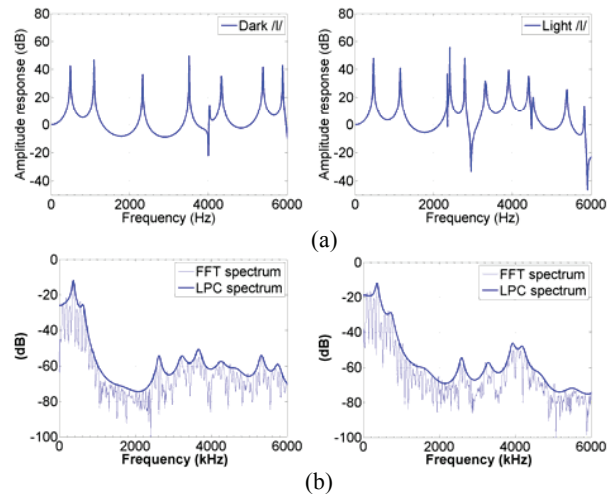 Dark /l/
Amplitude response (dB)
80
60
40
20
0
-20
-40
0 2000 4000 6000
Frequency (Hz)
Light /l/
Amplitude response (dB)
80
60
40
20
0
-20
-40
0 2000 4000 6000
Frequency (Hz)
(a)
FFT spectrum
LPC spectrum
(dB)
0
-20
-40
-60
-80
-100
0 2000 4000 6000
Frequency (kHz)
FFT spectrum
LPC spectrum
(dB)
0
-20
-40
-60
-80
-100
0 2000 4000 6000
Frequency (kHz)
(b)